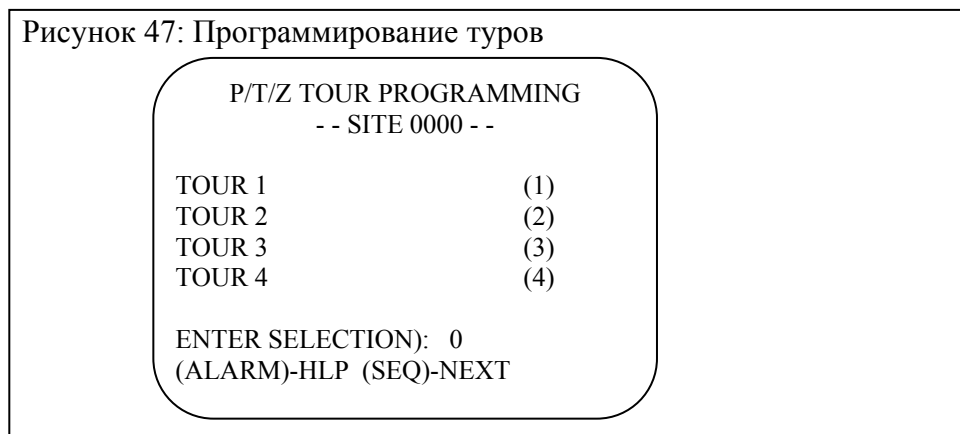 Рисунок 47: Программирование туров
P/T/Z TOUR PROGRAMMING
- - SITE 0000 - -
TOUR 1 (1)
TOUR 2 (2)
TOUR 3 (3)
TOUR 4 (4)
ENTER SELECTION): 0
(ALARM)-HLP (SEQ)-NEXT